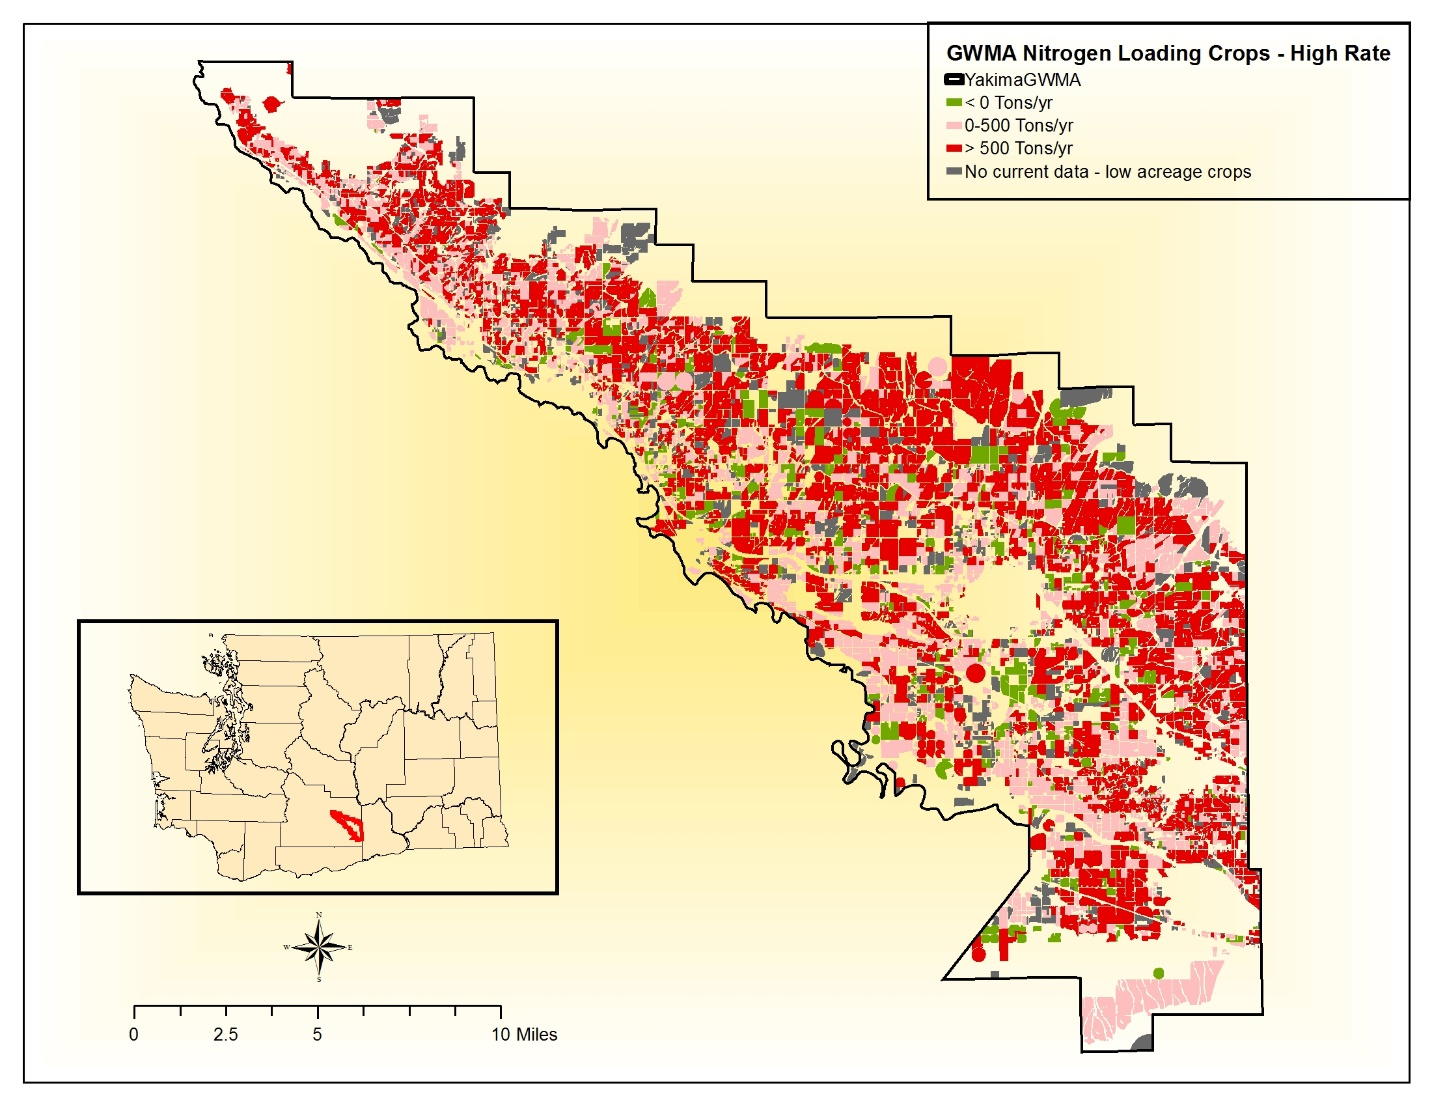 GWMA Nitrogen Loading Crops - High Rate
YakimaGWMA
< 0 Tons/yr
0-500 Tons/yr
> 500 Tons/yr
No current data - low acreage crops
N
W E
S
0 2.5 5 10 Miles